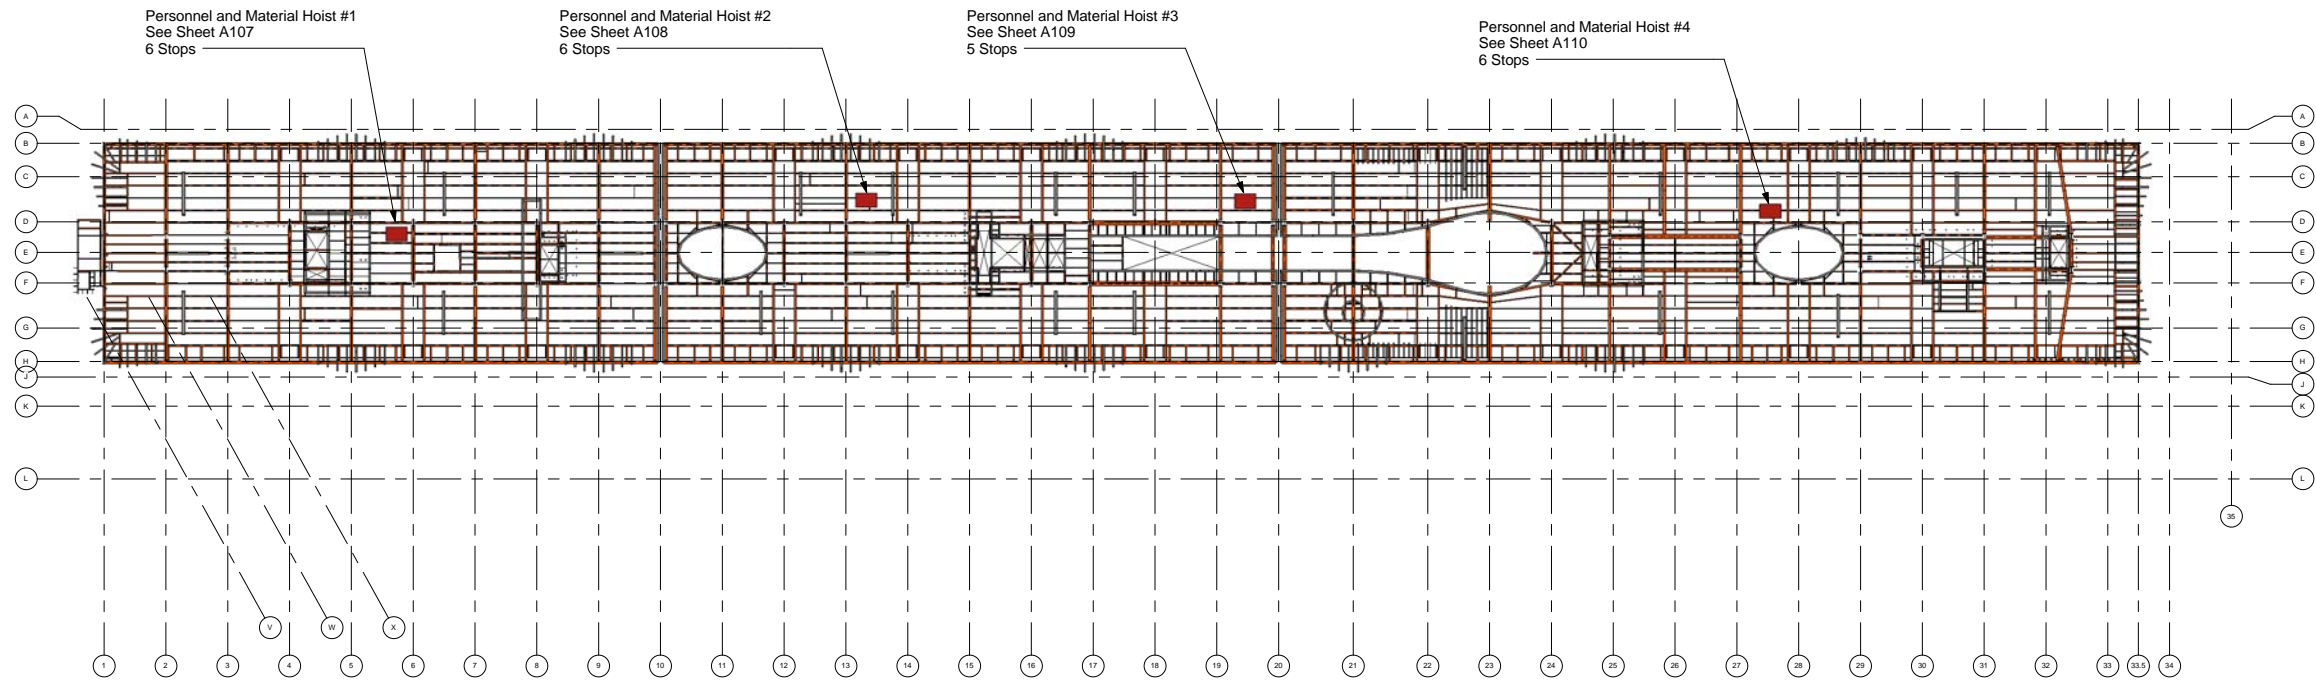 Personnel and Material Hoist #1
See Sheet A107
6 Stops
Personnel and Material Hoist #2
See Sheet A108
6 Stops
Personnel and Material Hoist #3
See Sheet A109
5 Stops
Personnel and Material Hoist #4
See Sheet A110
6 Stops
A A
B B
C C
D D
E E
F F
G G
H H
J J
K K
L L
35
V W X
1 2 3 4 5 6 7 8 9 10 11 12 13 14 15 16 17 18 19 20 21 22 23 24 25 26 27 28 29 30 31 32 33 33.5 34